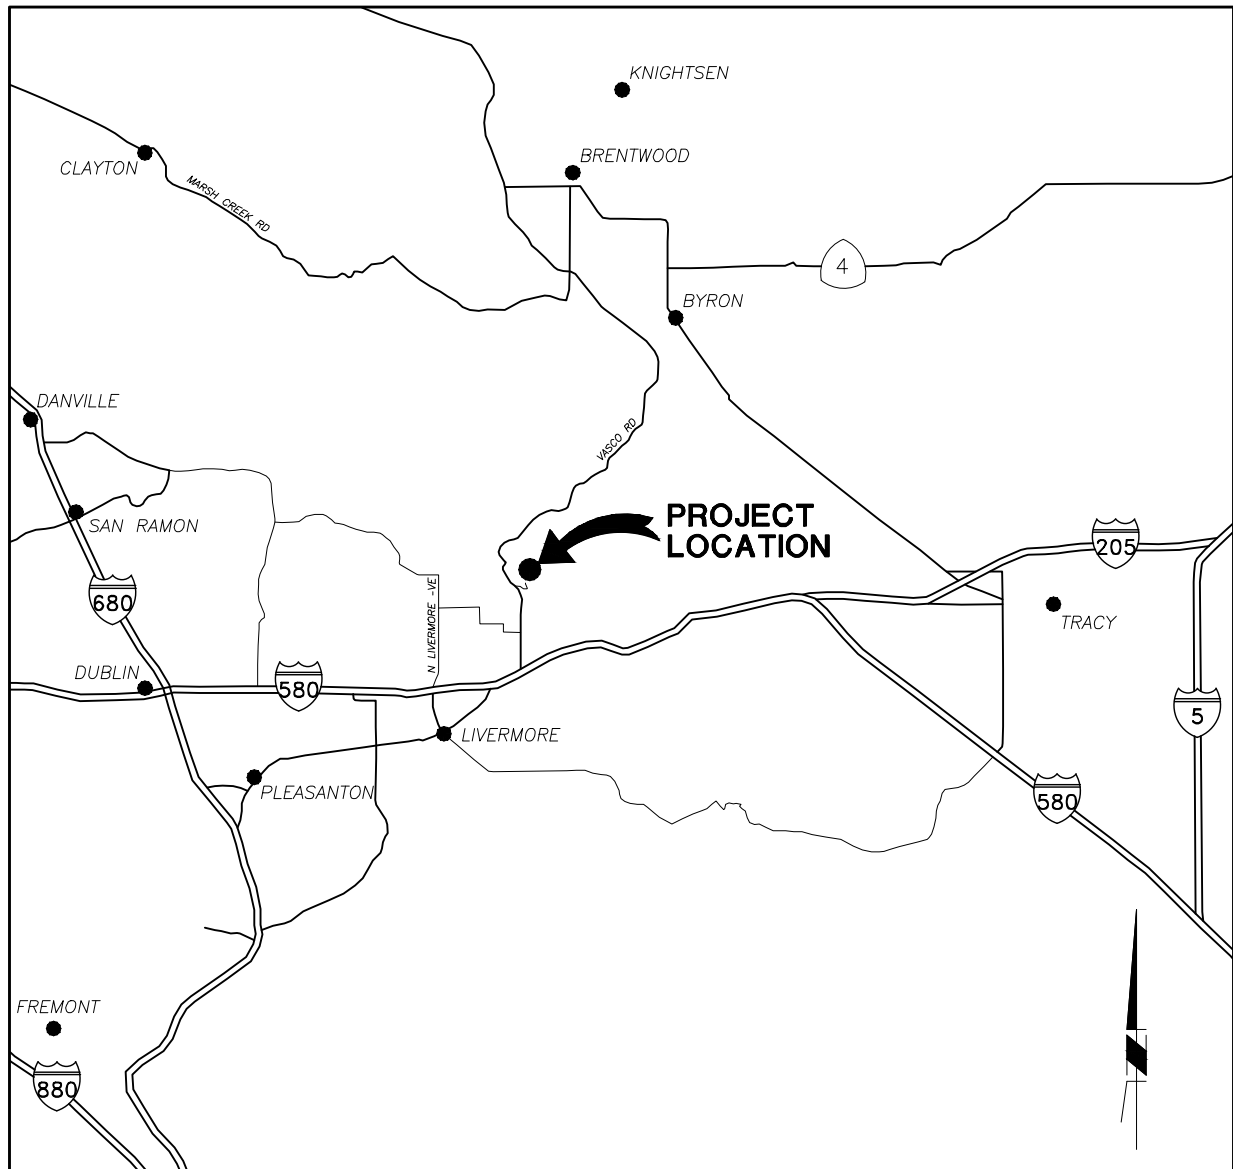 KNIGHTSEN
BRENTWOOD
CLAYTON
MARSH CREEK RD
4
BYRON
DANVILLE
VASCO RD
SAN RAMON
PROJECT
LOCATION
205
680
N LIVERMORE -VE
TRACY
DUBLIN
580
5
LIVERMORE
PLEASANTON
580
FREMONT
880
N